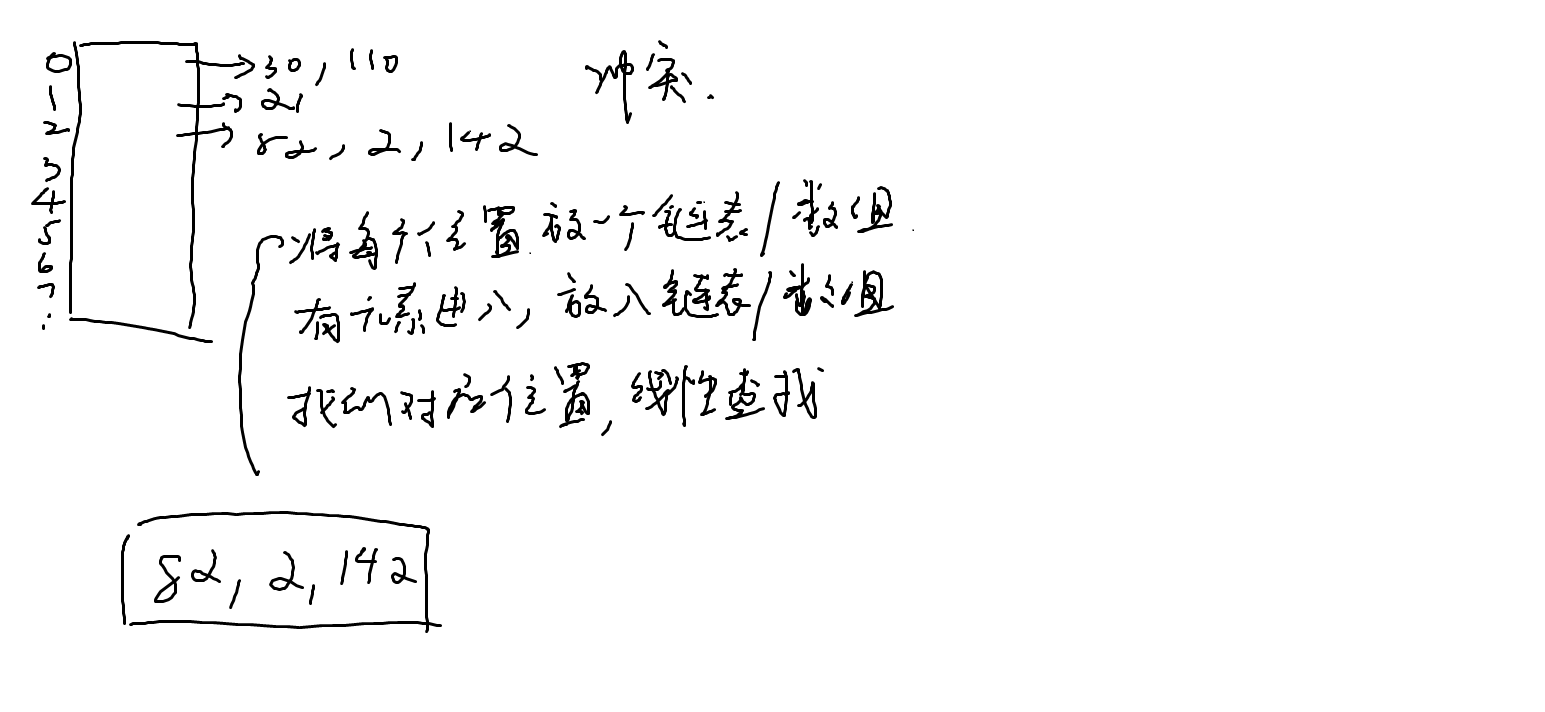 0 → 30, 110
冲突.
1 → 21
2 → 82, 2, 142
3
4
5
6
7
⋮
将每个位置放一个链表/数组.
有元素进入, 放入链表/数组
找到对应位置, 线性查找
82, 2, 142